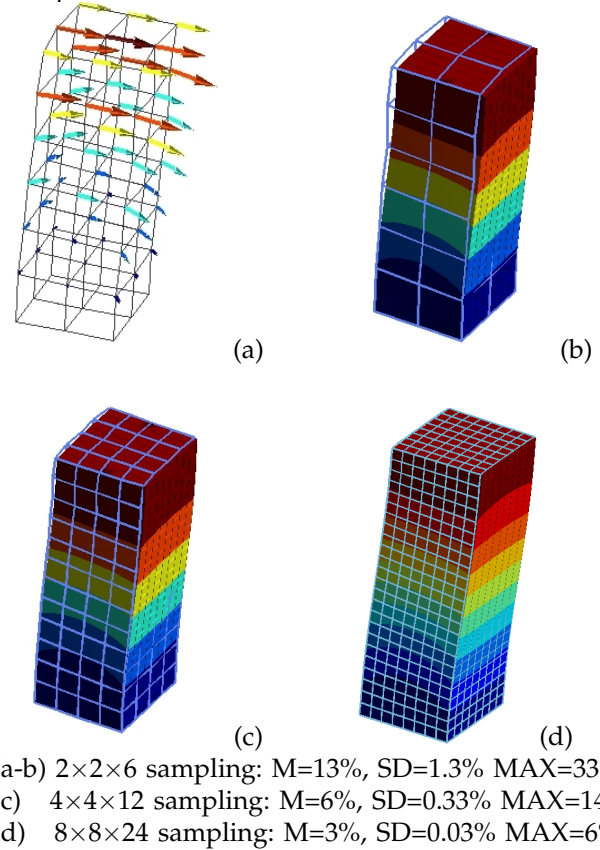 (a)
(b)
(c)
(d)
a-b) 2×2×6 sampling: M=13%, SD=1.3% MAX=33
c) 4×4×12 sampling: M=6%, SD=0.33% MAX=14
d) 8×8×24 sampling: M=3%, SD=0.03% MAX=6%